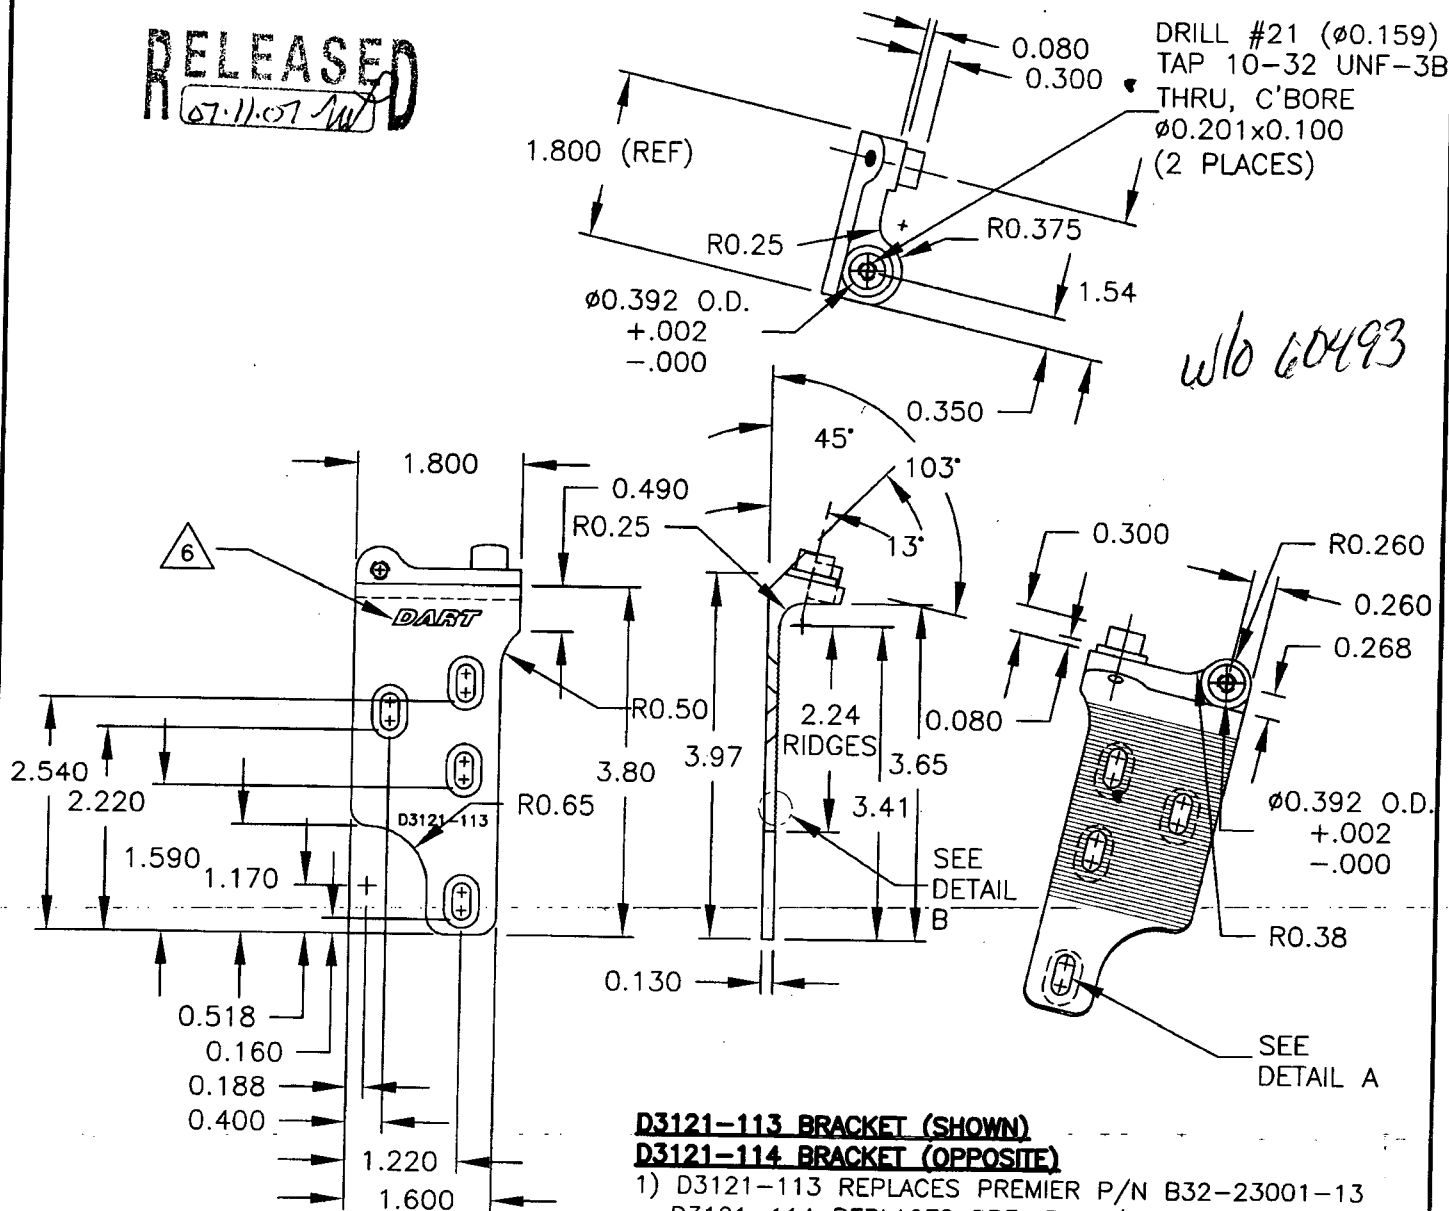 RELEASED
07.11.07
0.080
0.300
DRILL #21 (ø0.159)
TAP 10-32 UNF-3B
THRU, C'BORE
ø0.201x0.100
(2 PLACES)
1.800 (REF)
R0.25
R0.375
1.54
ø0.392 O.D.
+.002
-.000
0.350
w/o 60493
1.800
0.490
R0.25
45°
103°
13°
6
DART
0.300
R0.260
0.260
0.268
0.080
R0.50
2.24
RIDGES
3.80
3.97
3.65
3.41
2.540
2.220
1.590
1.170
D3121-113
R0.65
ø0.392 O.D.
+.002
-.000
SEE
DETAIL
B
R0.38
0.130
0.518
0.160
0.188
0.400
1.220
1.600
SEE
DETAIL A
D3121-113 BRACKET (SHOWN)
D3121-114 BRACKET (OPPOSITE)
1) D3121-113 REPLACES PREMIER P/N B32-23001-13